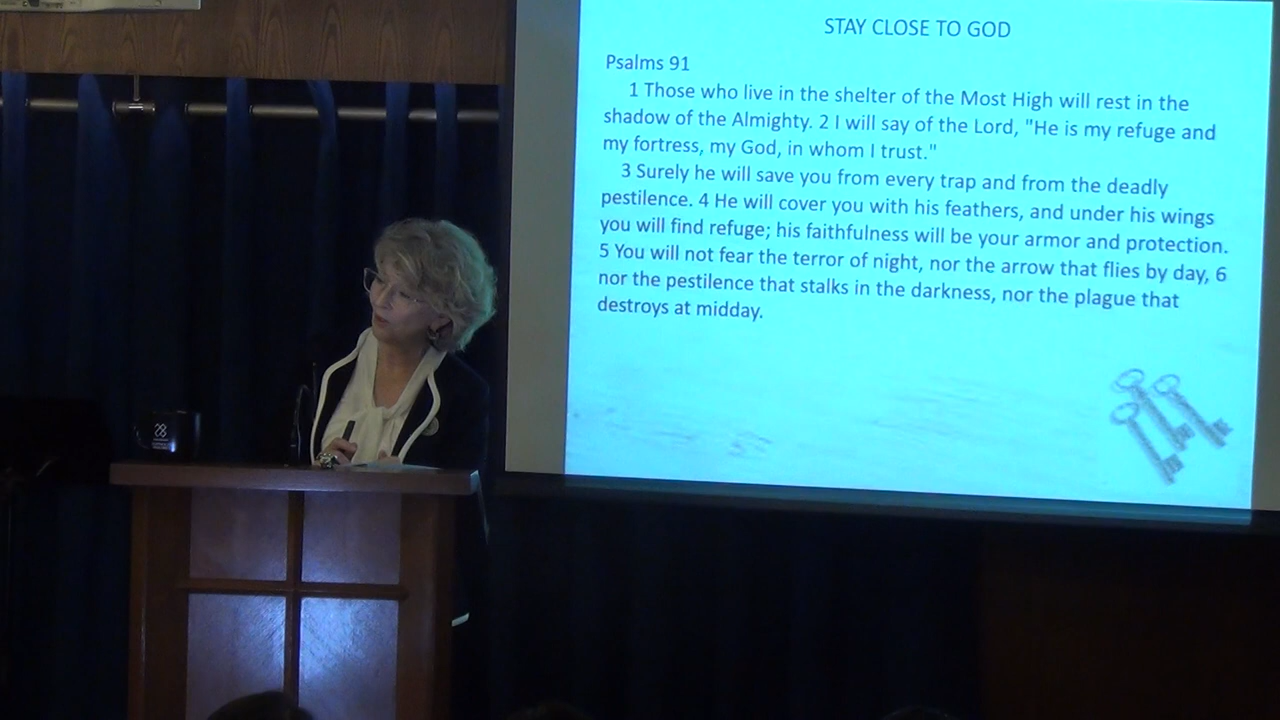 STAY CLOSE TO GOD
Psalms 91
1 Those who live in the shelter of the Most High will rest in the
shadow of the Almighty. 2 I will say of the Lord, "He is my refuge and
my fortress, my God, in whom I trust."
3 Surely he will save you from every trap and from the deadly
pestilence. 4 He will cover you with his feathers, and under his wings
you will find refuge; his faithfulness will be your armor and protection.
5 You will not fear the terror of night, nor the arrow that flies by day, 6
nor the pestilence that stalks in the darkness, nor the plague that
destroys at midday.